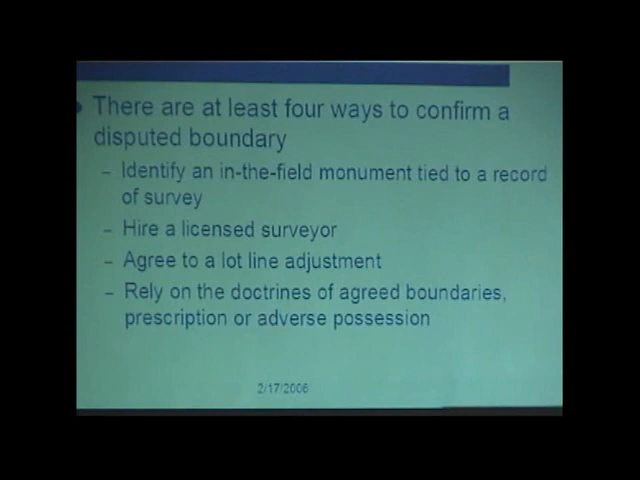 • There are at least four ways to confirm a
disputed boundary
– Identify an in-the-field monument tied to a record
of survey
– Hire a licensed surveyor
– Agree to a lot line adjustment
– Rely on the doctrines of agreed boundaries,
prescription or adverse possession
2/17/2006